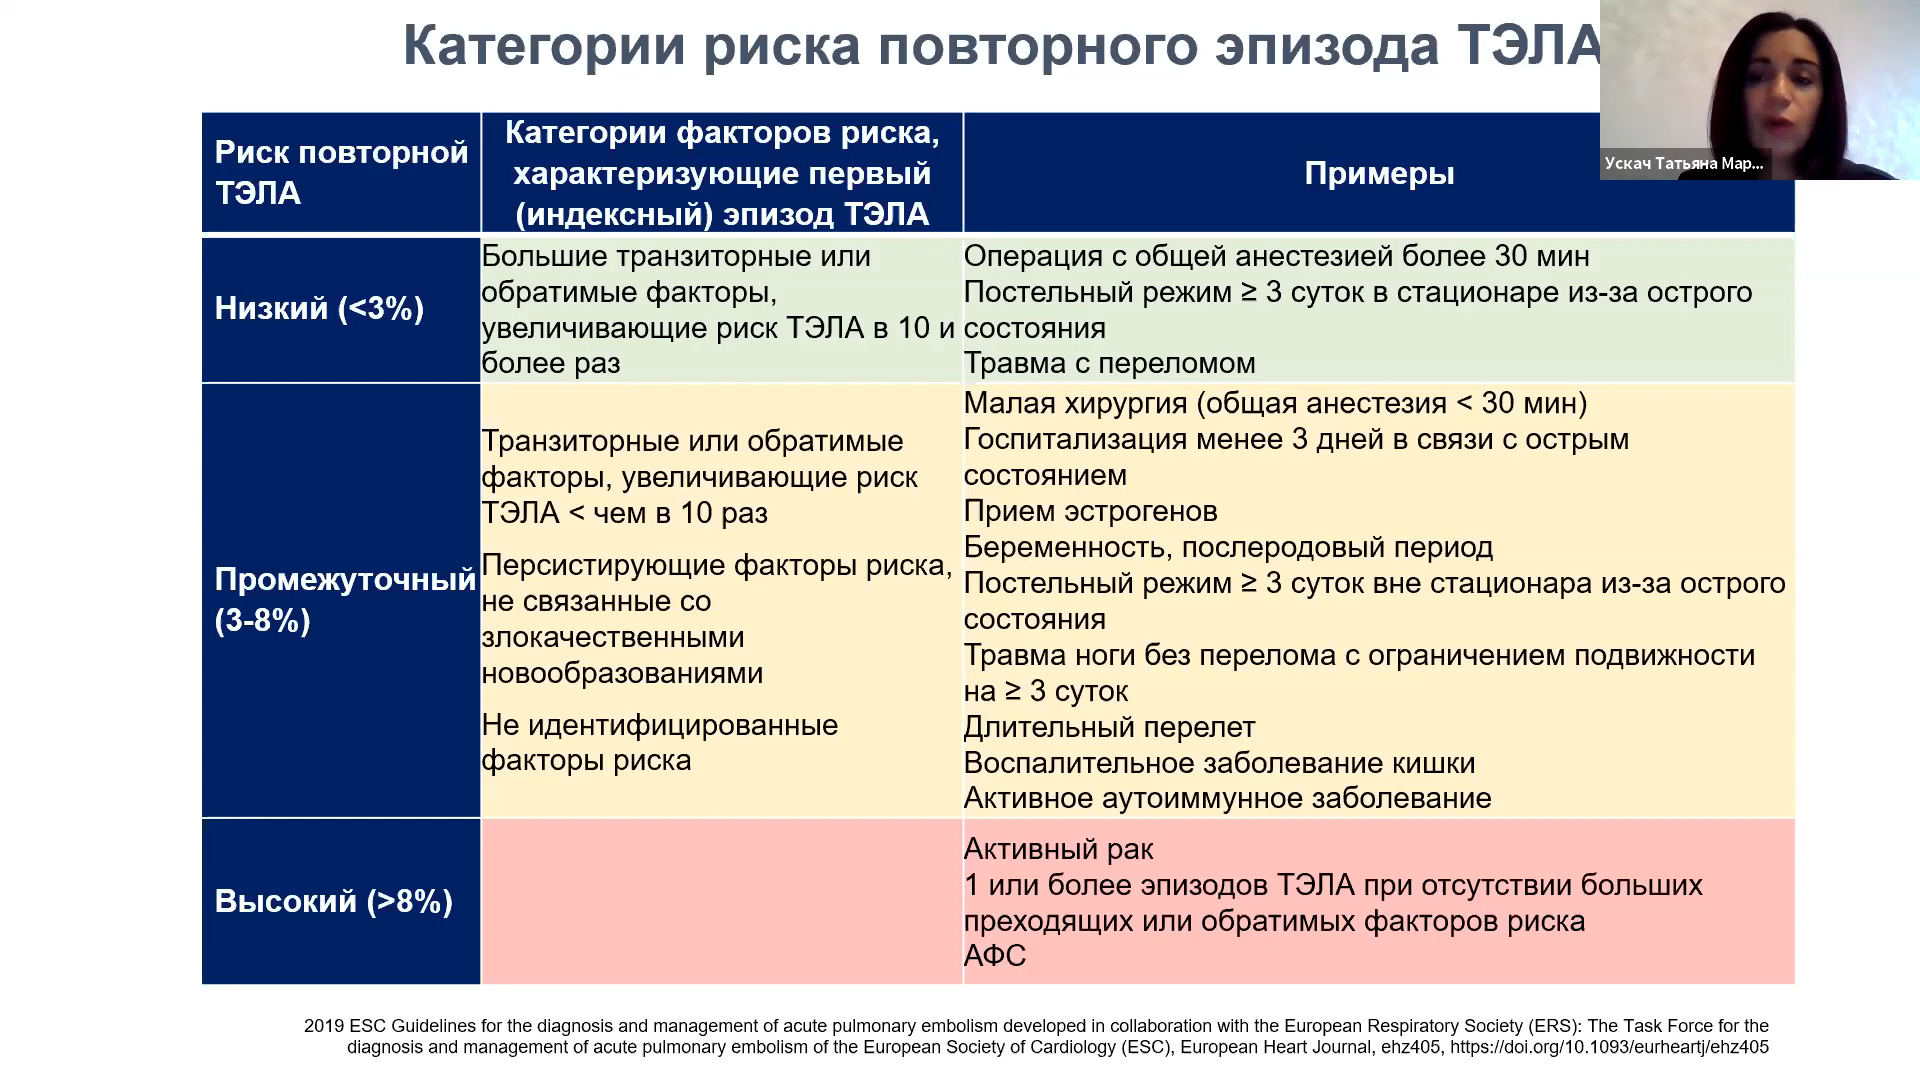 Категории риска повторного эпизода ТЭЛА
Ускач Татьяна Мар...
Риск повторной
ТЭЛА
Категории факторов риска,
характеризующие первый
(индексный) эпизод ТЭЛА
Примеры
Низкий (<3%)
Большие транзиторные или
обратимые факторы,
увеличивающие риск ТЭЛА в 10 и
более раз
Операция с общей анестезией более 30 мин
Постельный режим ≥ 3 суток в стационаре из-за острого
состояния
Травма с переломом
Промежуточный
(3-8%)
Транзиторные или обратимые
факторы, увеличивающие риск
ТЭЛА < чем в 10 раз
Персистирующие факторы риска,
не связанные со
злокачественными
новообразованиями
Не идентифицированные
факторы риска
Малая хирургия (общая анестезия < 30 мин)
Госпитализация менее 3 дней в связи с острым
состоянием
Прием эстрогенов
Беременность, послеродовый период
Постельный режим ≥ 3 суток вне стационара из-за острого
состояния
Травма ноги без перелома с ограничением подвижности
на ≥ 3 суток
Длительный перелет
Воспалительное заболевание кишки
Активное аутоиммунное заболевание
Высокий (>8%)
Активный рак
1 или более эпизодов ТЭЛА при отсутствии больших
преходящих или обратимых факторов риска
АФС
2019 ESC Guidelines for the diagnosis and management of acute pulmonary embolism developed in collaboration with the European Respiratory Society (ERS): The Task Force for the
diagnosis and management of acute pulmonary embolism of the European Society of Cardiology (ESC), European Heart Journal, ehz405, https://doi.org/10.1093/eurheartj/ehz405